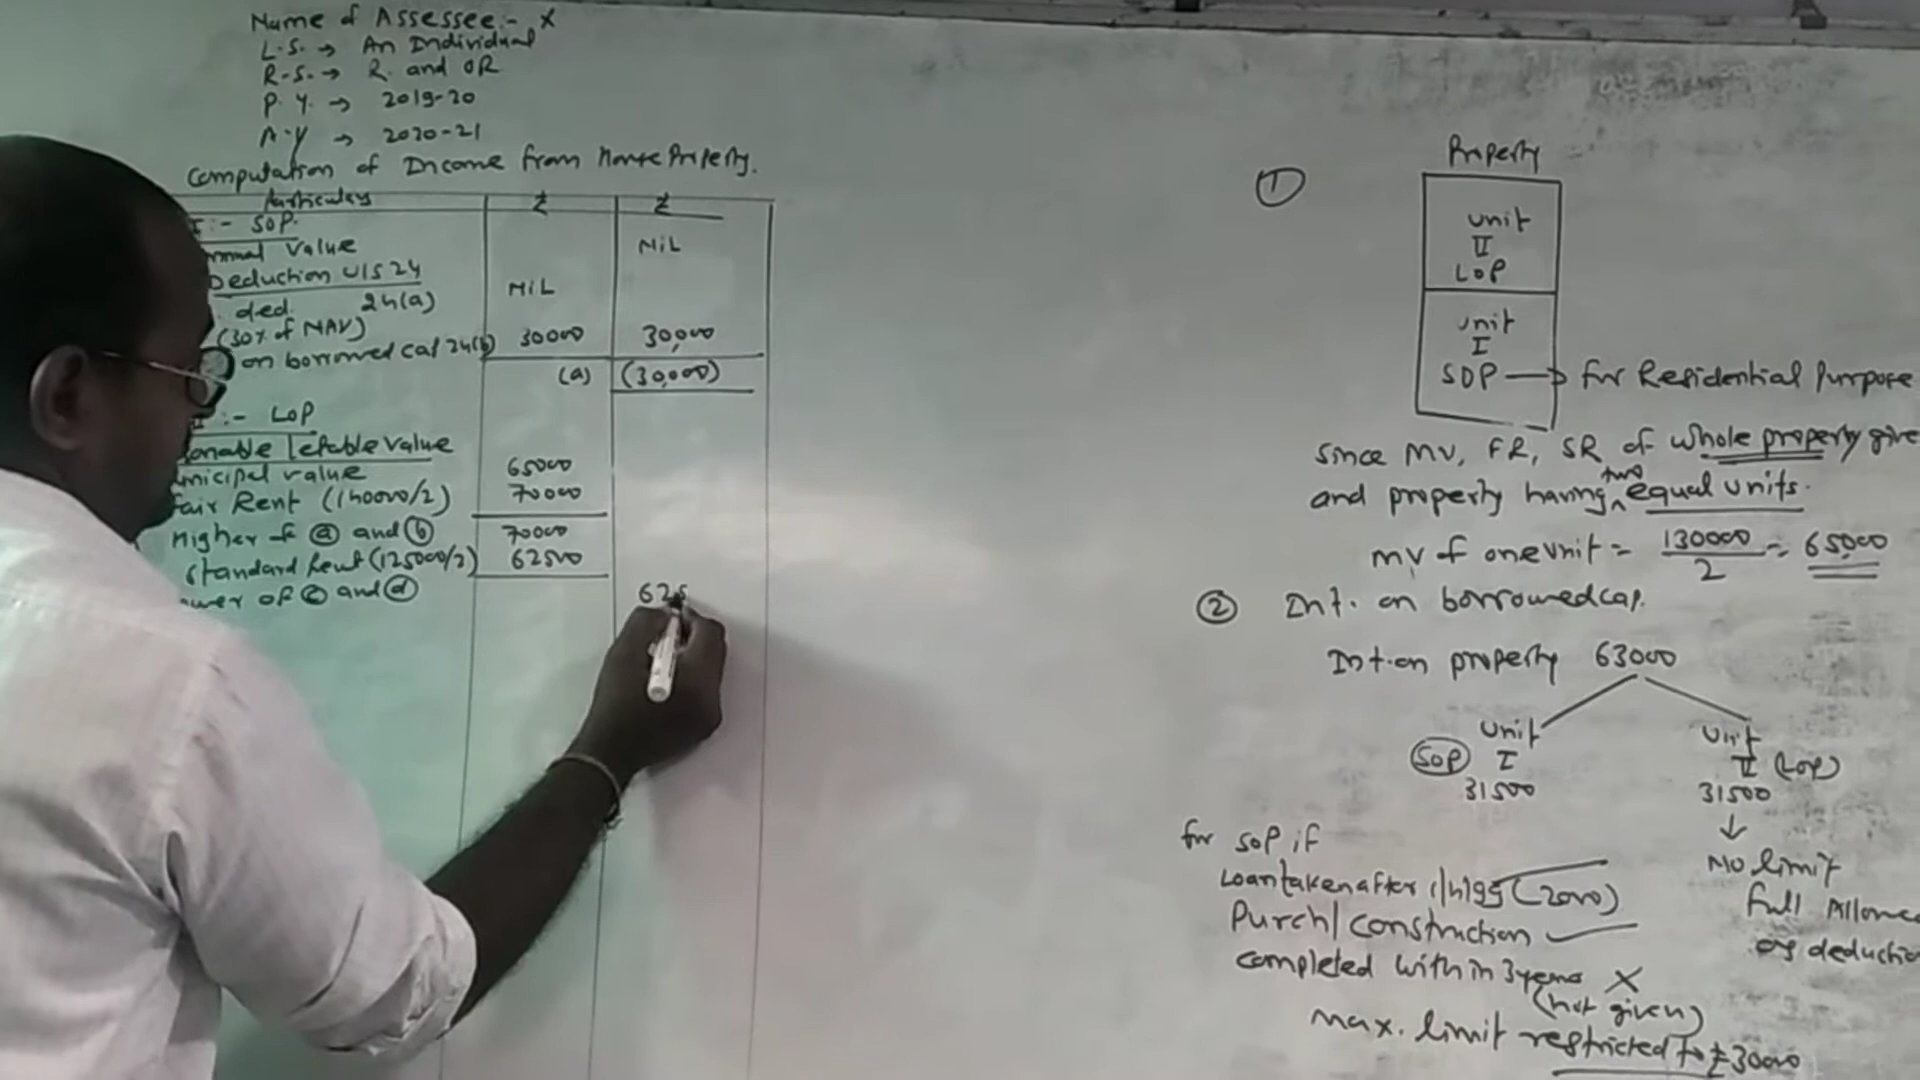 Name of Assessee:- X
L.S. → An Individual
R.S. → R. and OR
P.Y. → 2019-20
A.Y → 2020-21
Computation of Income from House Property.
Particulars ₹ ₹
I :- SOP.
Value NIL
Deduction U/S 24
ded. 24(a) NIL
(30% of NAV)
on borrowed cap 24(b) 30000 30,000
(a) (30,000)
:- LOP
Letable Value
value 65000
Fair Rent (140000/2) 70000
Higher of ⓐ and ⓑ 70000
Standard Rent (125000/2) 62500
of ⓒ and ⓓ 625
① Property
Unit
II
LOP
Unit
I
SOP → for Residential Purpose
Since MV, FR, SR of whole property given
and property having two equal units.
MV of one unit = 130000/2 = 65,000
② Int. on borrowed cap.
Int. on property 63000
Unit Unit
SOP I II (LOP)
31500 31500
↓
for SOP if No limit
Loan taken after 1/4/99 (2000) full Allowed
Purch/construction as deduction
completed within 3 years X
(not given)
Max. limit restricted to ₹30000